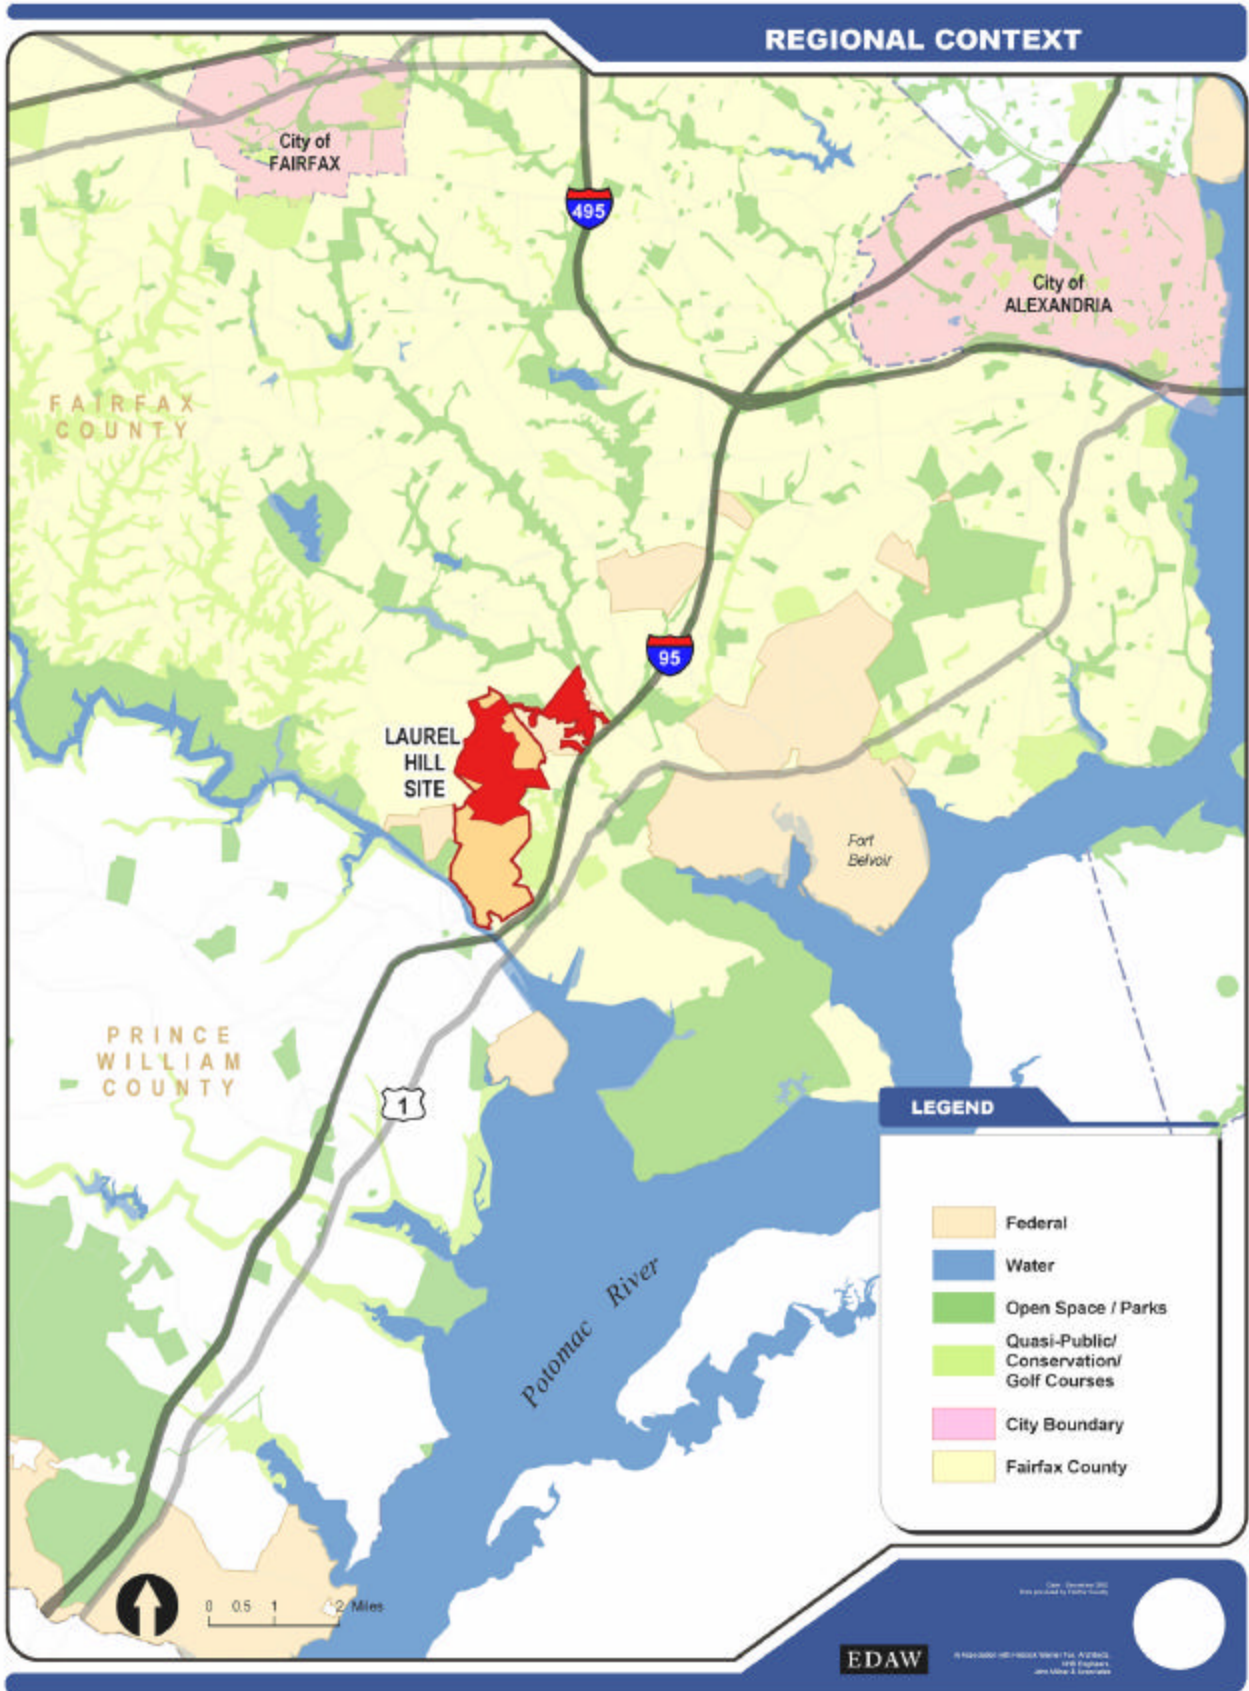 REGIONAL CONTEXT
City of
FAIRFAX
495
City of
ALEXANDRIA
FAIRFAX
COUNTY
95
LAUREL
HILL
SITE
Fort
Belvoir
PRINCE
WILLIAM
COUNTY
1
LEGEND
Federal
Water
Open Space / Parks
Quasi-Public/
Conservation/
Golf Courses
City Boundary
Fairfax County
Potomac River
0 0.5 1 2 Miles
EDAW